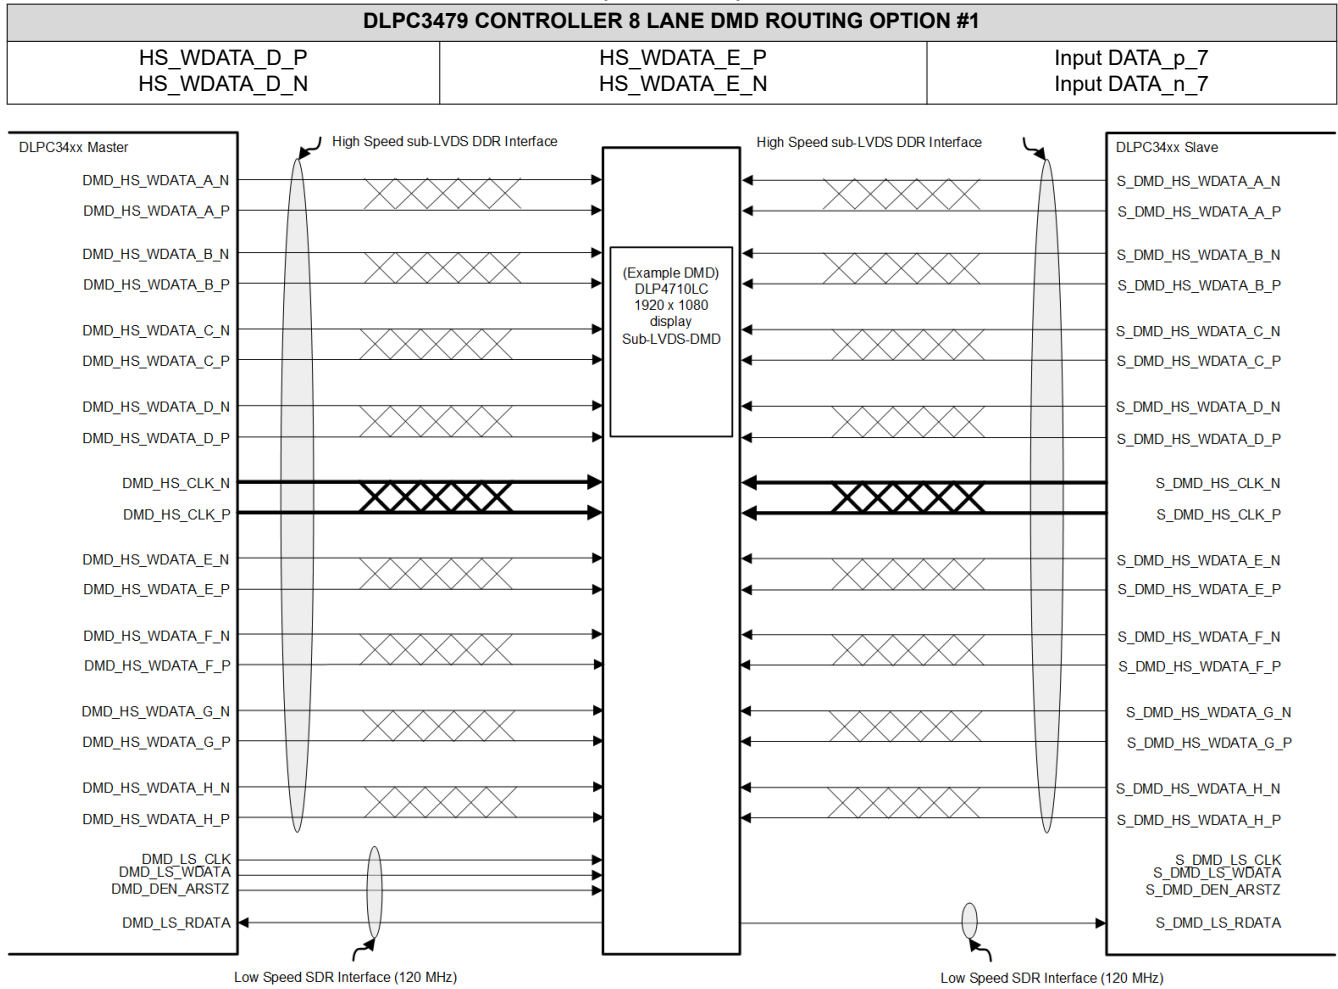 DLPC3479 CONTROLLER 8 LANE DMD ROUTING OPTION #1
HS_WDATA_D_P
HS_WDATA_D_N
HS_WDATA_E_P
HS_WDATA_E_N
Input DATA_p_7
Input DATA_n_7
DLPC34xx Master
High Speed sub-LVDS DDR Interface
DMD_HS_WDATA_A_N
DMD_HS_WDATA_A_P
DMD_HS_WDATA_B_N
DMD_HS_WDATA_B_P
DMD_HS_WDATA_C_N
DMD_HS_WDATA_C_P
DMD_HS_WDATA_D_N
DMD_HS_WDATA_D_P
DMD_HS_CLK_N
DMD_HS_CLK_P
DMD_HS_WDATA_E_N
DMD_HS_WDATA_E_P
DMD_HS_WDATA_F_N
DMD_HS_WDATA_F_P
DMD_HS_WDATA_G_N
DMD_HS_WDATA_G_P
DMD_HS_WDATA_H_N
DMD_HS_WDATA_H_P
DMD_LS_CLK
DMD_LS_WDATA
DMD_DEN_ARSTZ
DMD_LS_RDATA
Low Speed SDR Interface (120 MHz)
(Example DMD)
DLP4710LC
1920 x 1080
display
Sub-LVDS-DMD
High Speed sub-LVDS DDR Interface
DLPC34xx Slave
S_DMD_HS_WDATA_A_N
S_DMD_HS_WDATA_A_P
S_DMD_HS_WDATA_B_N
S_DMD_HS_WDATA_B_P
S_DMD_HS_WDATA_C_N
S_DMD_HS_WDATA_C_P
S_DMD_HS_WDATA_D_N
S_DMD_HS_WDATA_D_P
S_DMD_HS_CLK_N
S_DMD_HS_CLK_P
S_DMD_HS_WDATA_E_N
S_DMD_HS_WDATA_E_P
S_DMD_HS_WDATA_F_N
S_DMD_HS_WDATA_F_P
S_DMD_HS_WDATA_G_N
S_DMD_HS_WDATA_G_P
S_DMD_HS_WDATA_H_N
S_DMD_HS_WDATA_H_P
S_DMD_LS_CLK
S_DMD_LS_WDATA
S_DMD_DEN_ARSTZ
S_DMD_LS_RDATA
Low Speed SDR Interface (120 MHz)